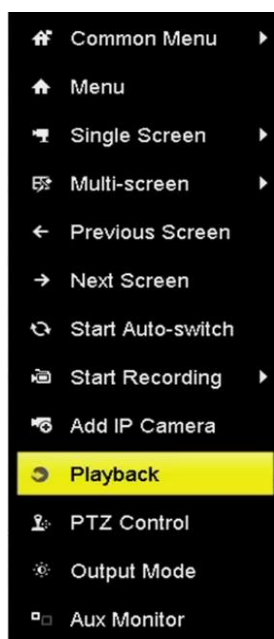 Common Menu
Menu
Single Screen
Multi-screen
Previous Screen
Next Screen
Start Auto-switch
Start Recording
Add IP Camera
Playback
PTZ Control
Output Mode
Aux Monitor